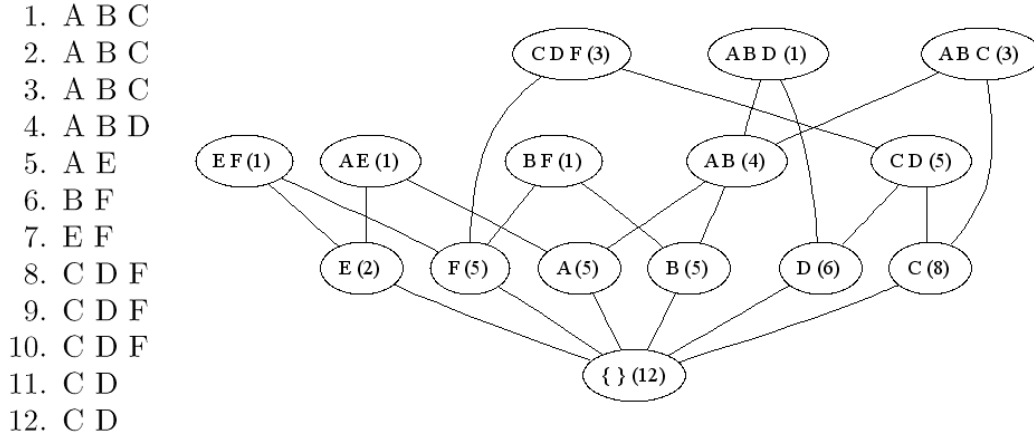 1. A B C
2. A B C
3. A B C
4. A B D
5. A E
6. B F
7. E F
8. C D F
9. C D F
10. C D F
11. C D
12. C D
C D F (3) A B D (1) A B C (3)
E F (1) A E (1) B F (1) A B (4) C D (5)
E (2) F (5) A (5) B (5) D (6) C (8)
{ } (12)